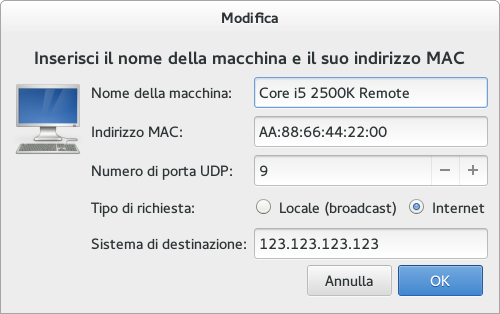 Modifica
Inserisci il nome della macchina e il suo indirizzo MAC
Nome della macchina: Core i5 2500K Remote
Indirizzo MAC: AA:88:66:44:22:00
Numero di porta UDP: 9
Tipo di richiesta: Locale (broadcast) Internet
Sistema di destinazione: 123.123.123.123
Annulla OK